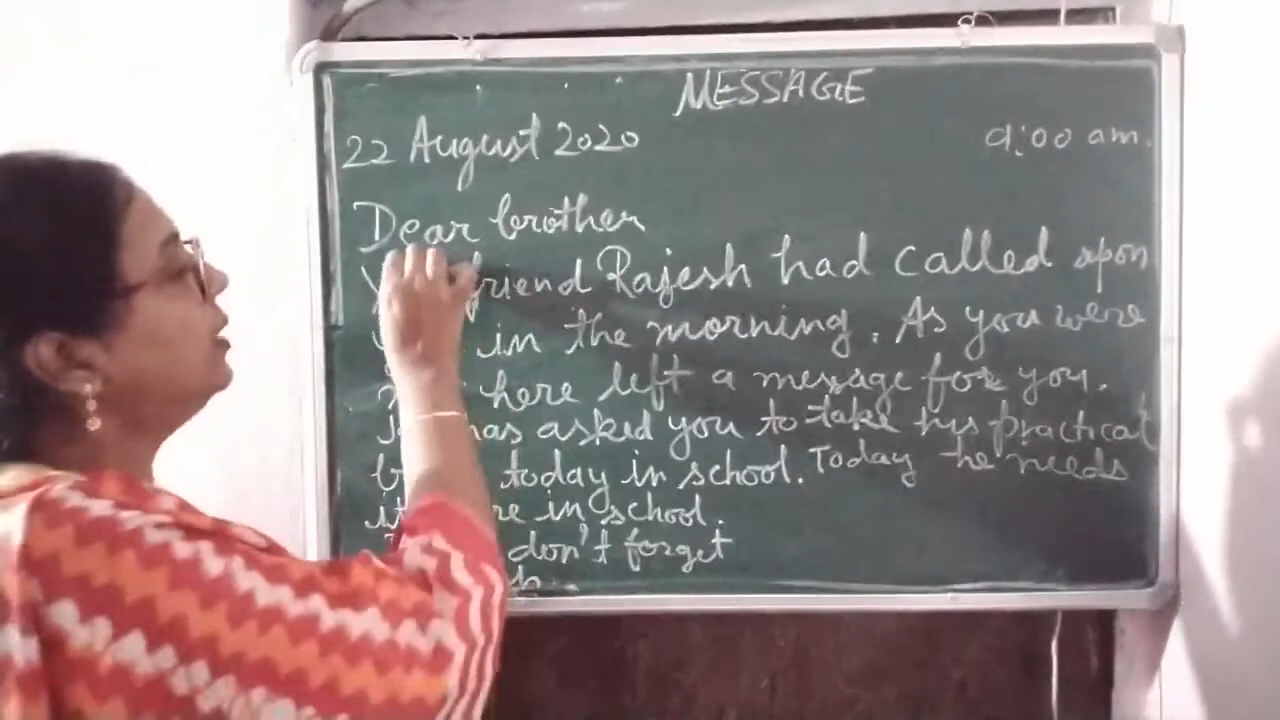 MESSAGE
22 August 2020 9:00 am.
Dear brother
friend Rajesh had called upon
in the morning. As you were
here left a message for you.
has asked you to take his practical
today in school. Today he needs
it in school.
don't forget